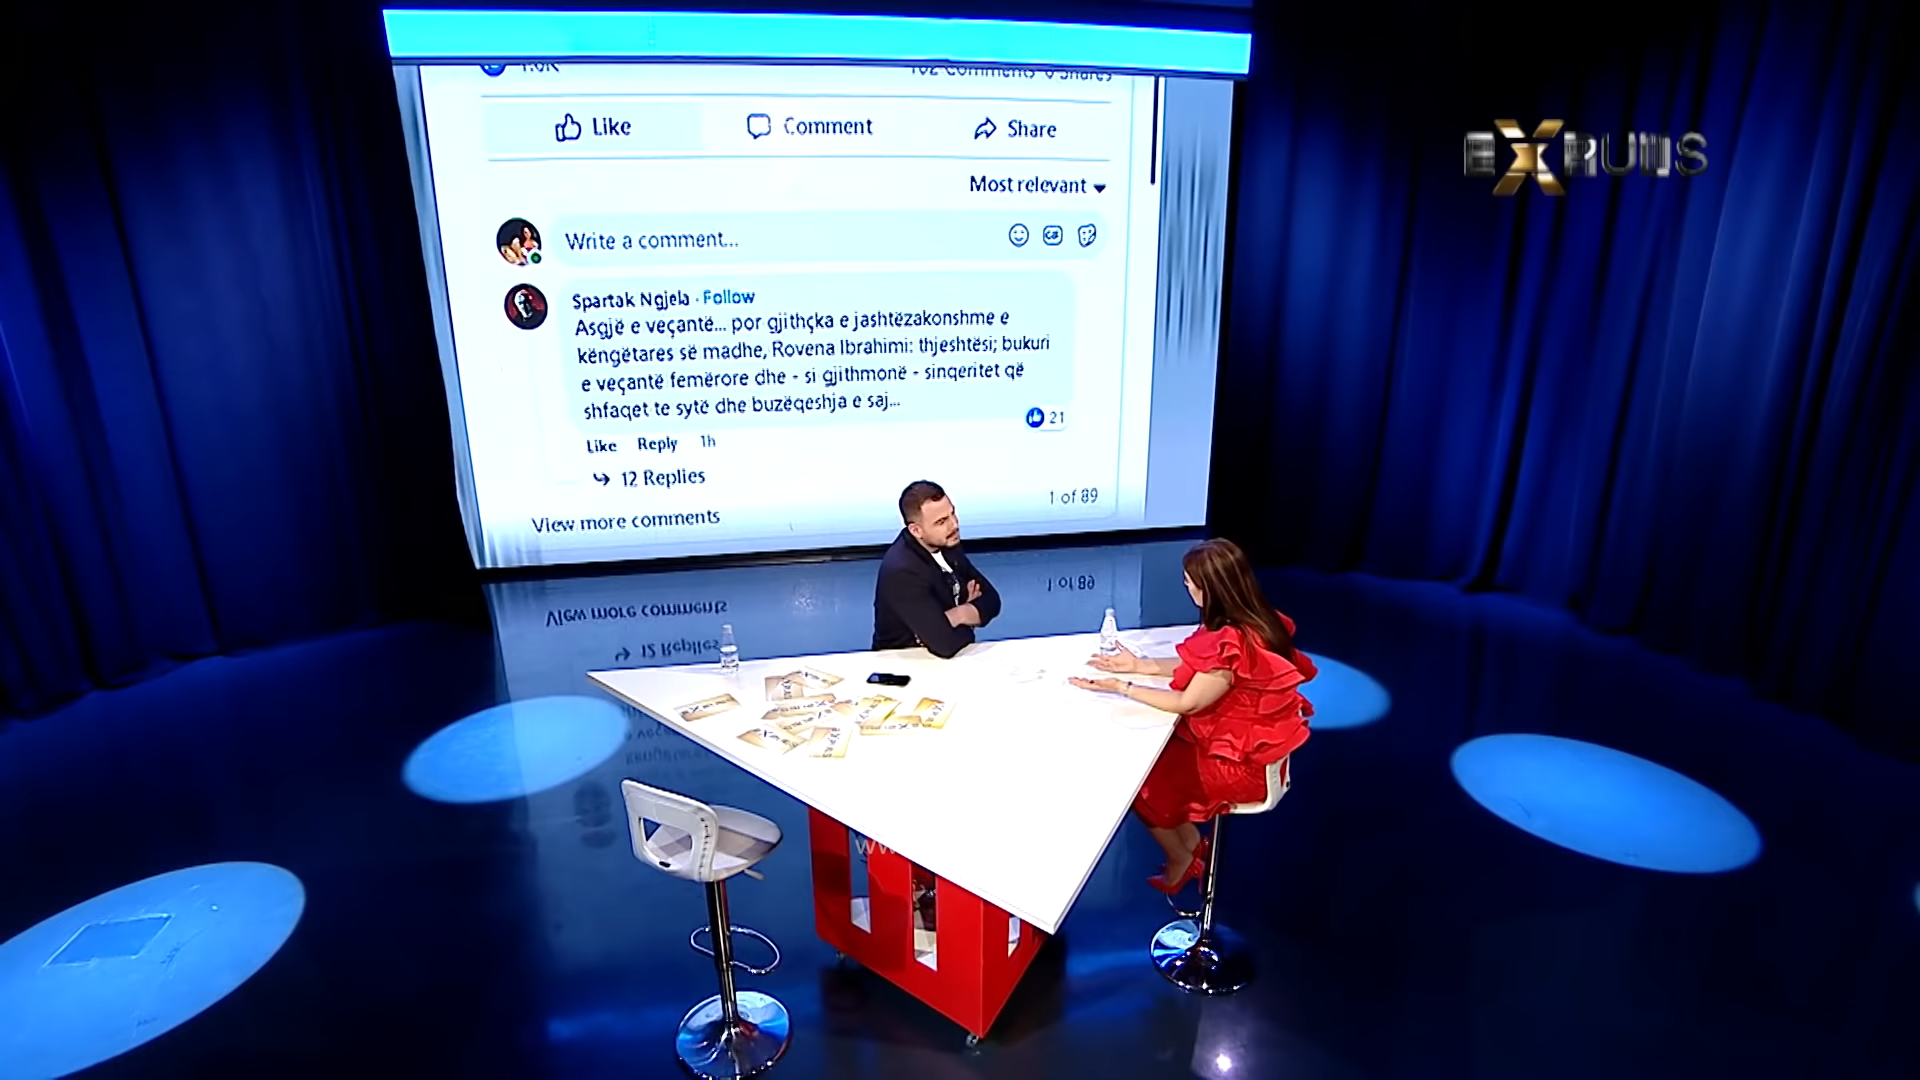 Like Comment Share
Most relevant
Write a comment...
Spartak Ngjela · Follow
Asgjë e veçantë... por gjithçka e jashtëzakonshme e
këngëtares së madhe, Rovena Ibrahimi: thjeshtësi; bukuri
e veçantë femërore dhe - si gjithmonë - sinqeritet që
shfaqet te sytë dhe buzëqeshja e saj...
21
Like Reply 1h
12 Replies
View more comments
1 of 89